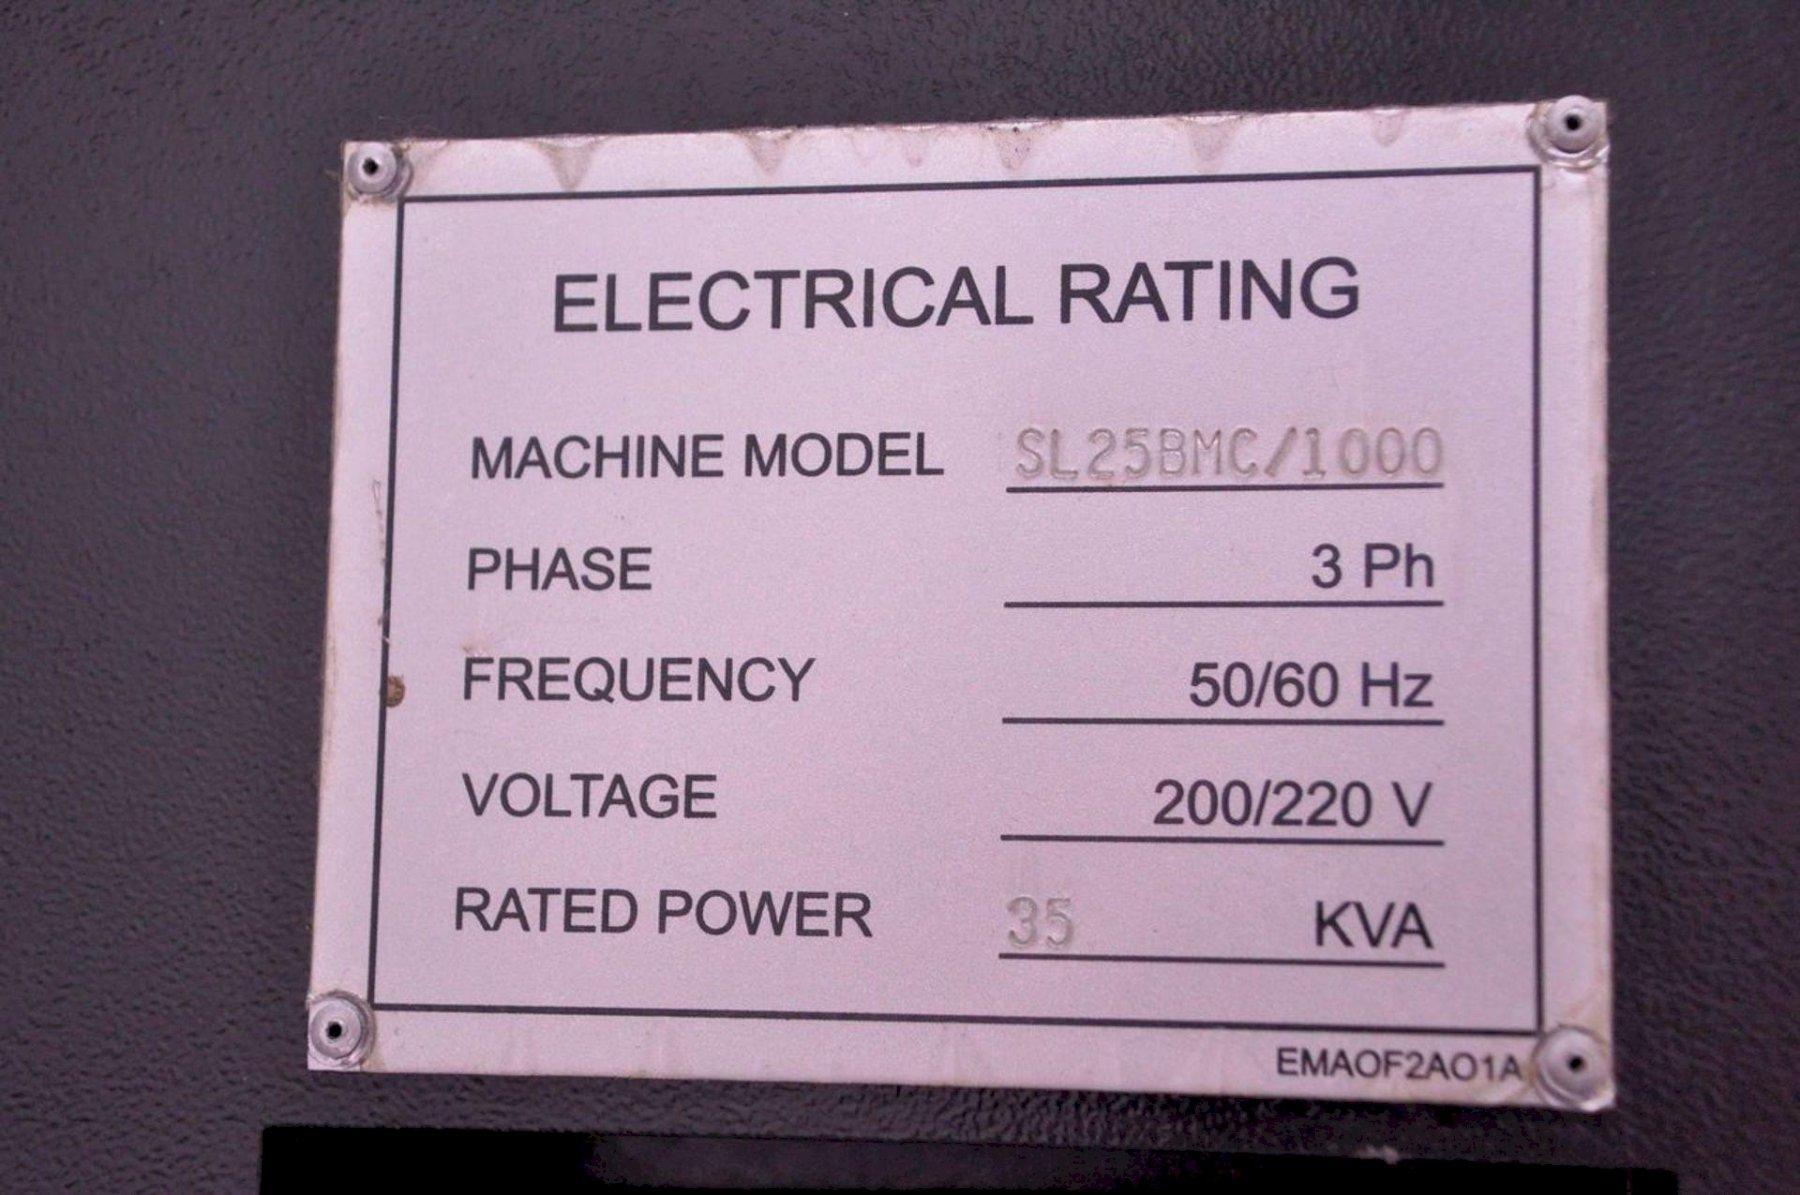 ELECTRICAL RATING
MACHINE MODEL SL25BMC/1000
PHASE 3 Ph
FREQUENCY 50/60 Hz
VOLTAGE 200/220 V
RATED POWER 35 KVA
EMAOF2AO1A